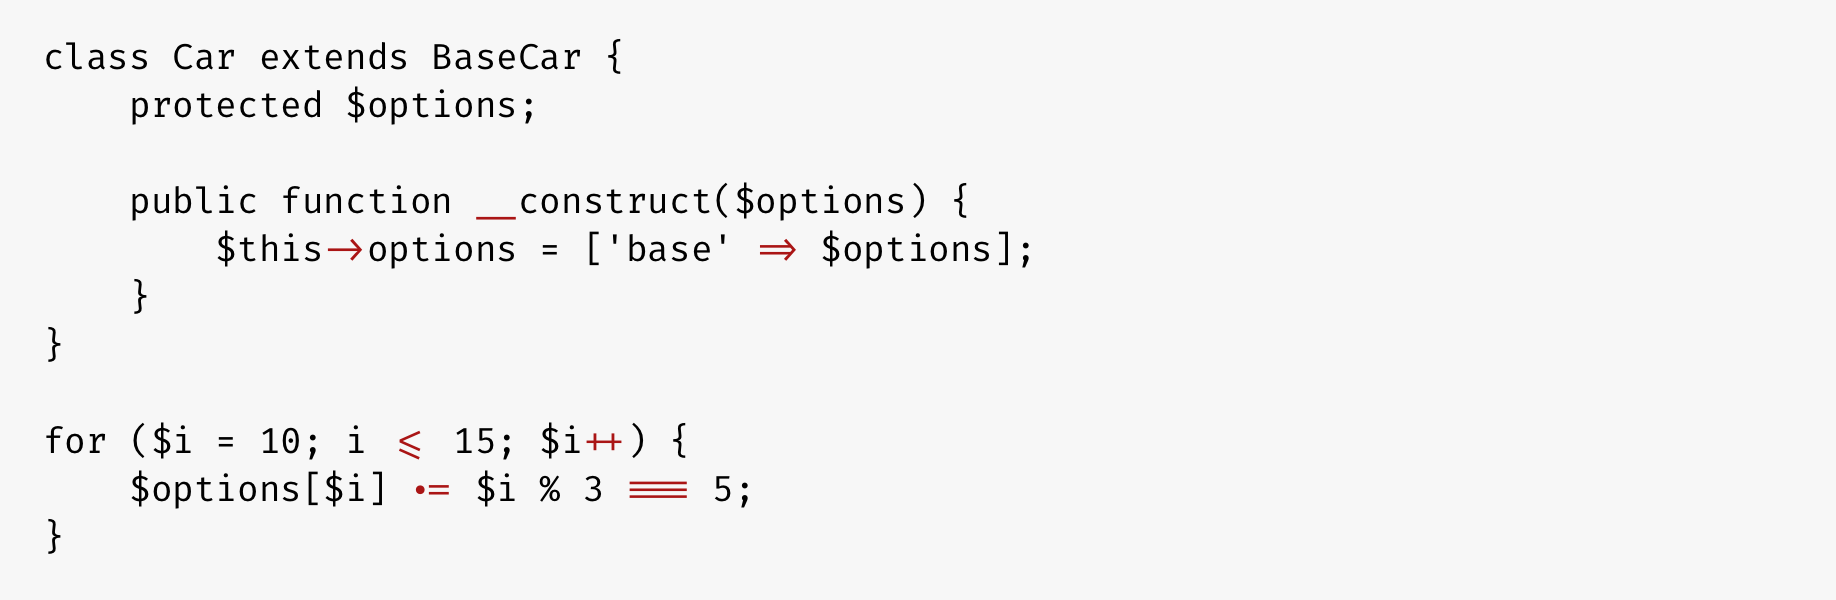 class Car extends BaseCar {
    protected $options;

    public function __construct($options) {
        $this->options = ['base' => $options];
    }
}

for ($i = 10; i <= 15; $i++) {
    $options[$i] .= $i % 3 === 5;
}